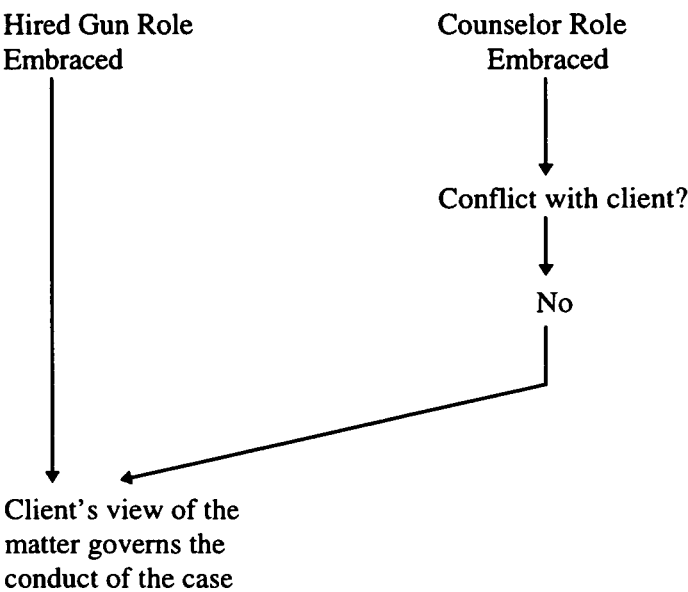 Hired Gun Role
Embraced
Counselor Role
Embraced
Conflict with client?
No
Client's view of the
matter governs the
conduct of the case